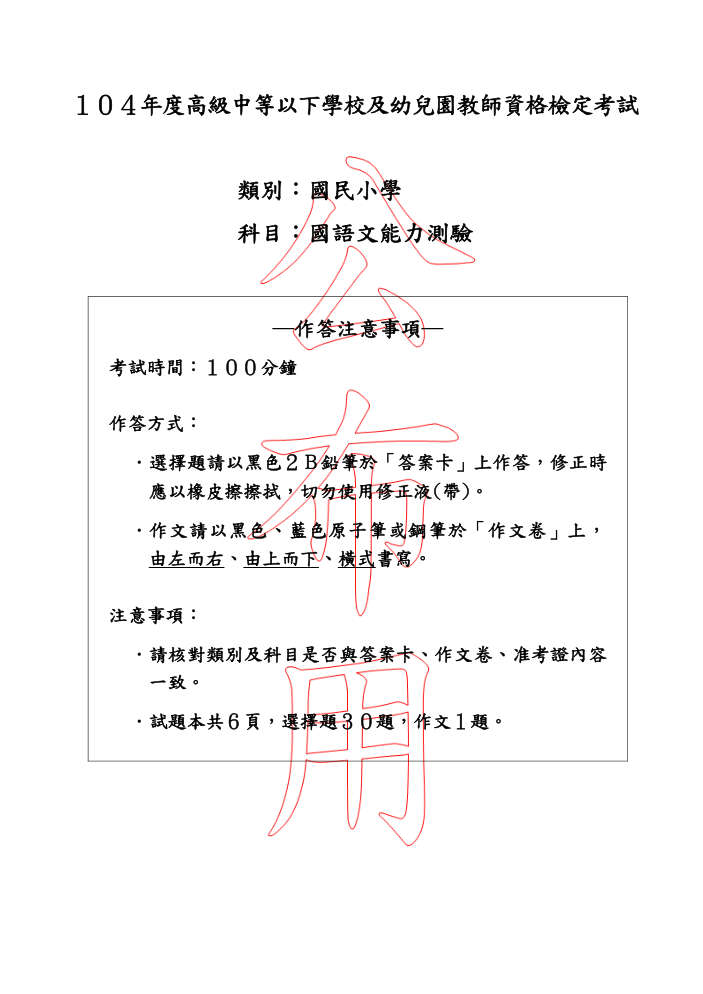 １０４年度高級中等以下學校及幼兒園教師資格檢定考試
類別：國民小學
科目：國語文能力測驗
—作答注意事項—
考試時間：１００分鐘
作答方式：
．選擇題請以黑色２Ｂ鉛筆於「答案卡」上作答，修正時
應以橡皮擦擦拭，切勿使用修正液(帶)。
．作文請以黑色、藍色原子筆或鋼筆於「作文卷」上，
由左而右、由上而下、橫式書寫。
注意事項：
．請核對類別及科目是否與答案卡、作文卷、准考證內容
一致。
．試題本共６頁，選擇題３０題，作文１題。
公布用